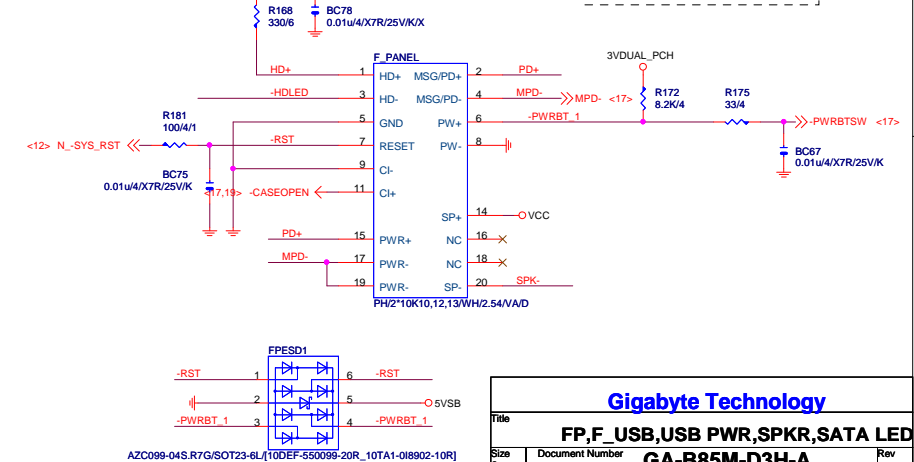 R168
330/6
BC78
0.01u/4/X7R/25V/K/X
F_PANEL
3VDUAL_PCH
HD+ 1 HD+ MSG/PD+ 2 PD+
-HDLED 3 HD- MSG/PD- 4 MPD- MPD- <17>
R172
8.2K/4
R175
33/4
5 GND PW+ 6 -PWRBT_1 -PWRBTSW <17>
R181
100/4/1
<12> N_-SYS_RST -RST 7 RESET PW- 8
BC67
0.01u/4/X7R/25V/K
9 CI-
BC75
0.01u/4/X7R/25V/K
<17,19> -CASEOPEN 11 CI+
SP+ 14 VCC
PD+ 15 PWR+ NC 16
MPD- 17 PWR- NC 18
19 PWR- SP- 20 SPK-
PH/2*10K10,12,13/WH/2.54/VA/D
FPESD1
-RST 1 6 -RST
2 5 5VSB
-PWRBT_1 3 4 -PWRBT_1
AZC099-04S.R7G/SOT23-6L/[10DEF-550099-20R_10TA1-0I8902-10R]
Gigabyte Technology
Title
FP,F_USB,USB PWR,SPKR,SATA LED
Size Document Number Rev
GA-B85M-D3H-A